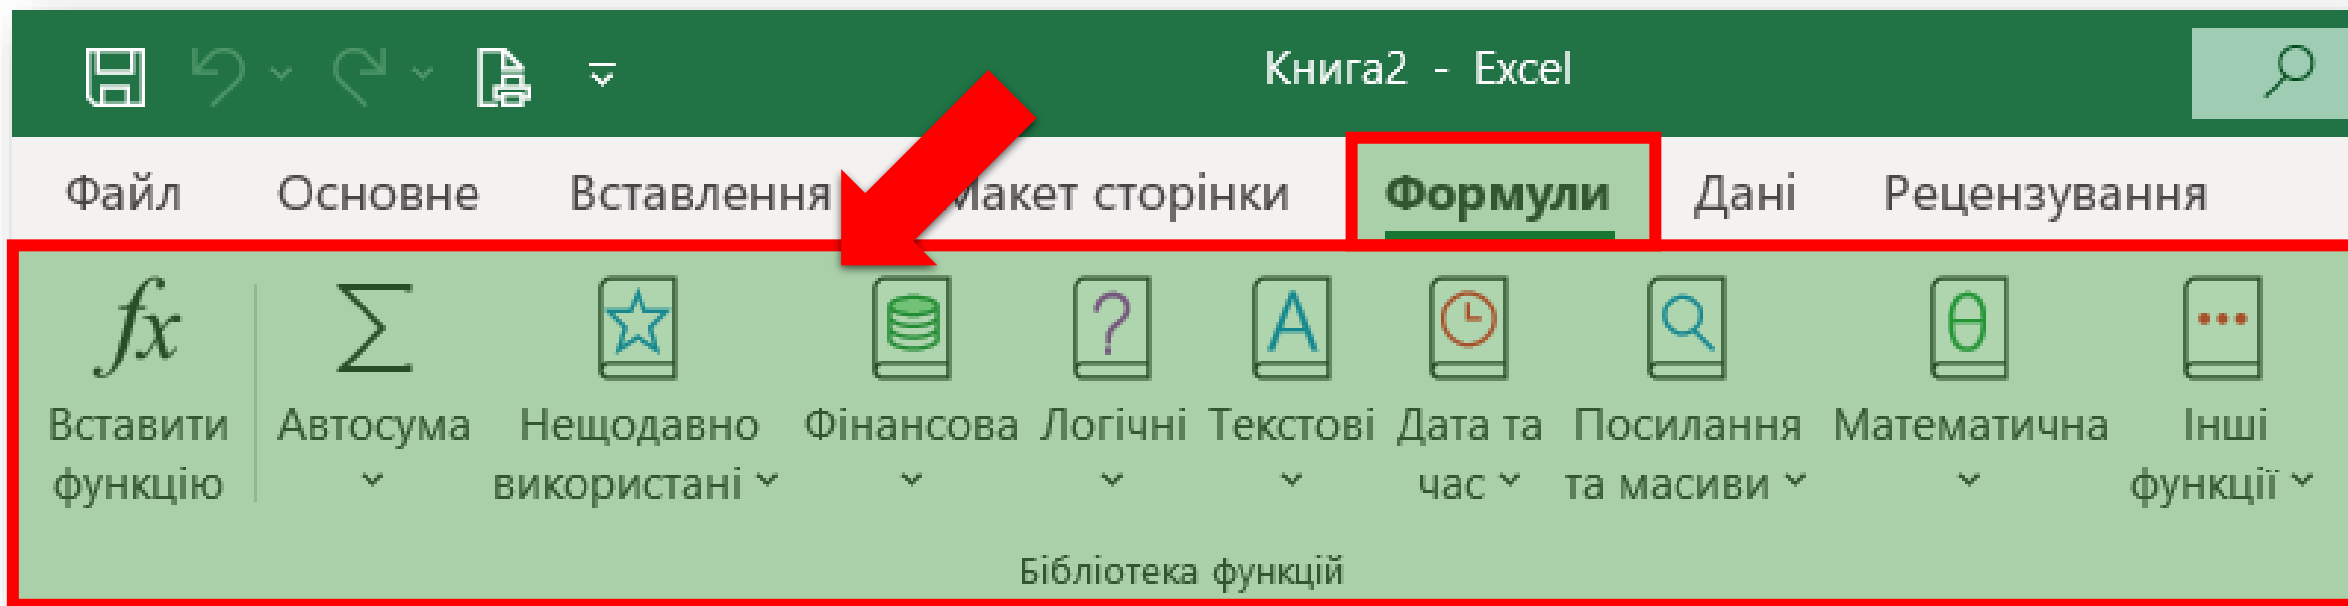 Книга2 - Excel
Файл Основне Вставлення Макет сторінки Формули Дані Рецензування
fx
Вставити функцію
Автосума
Нещодавно використані
Фінансова
Логічні
Текстові
Дата та час
Посилання та масиви
Математична
Інші функції
Бібліотека функцій